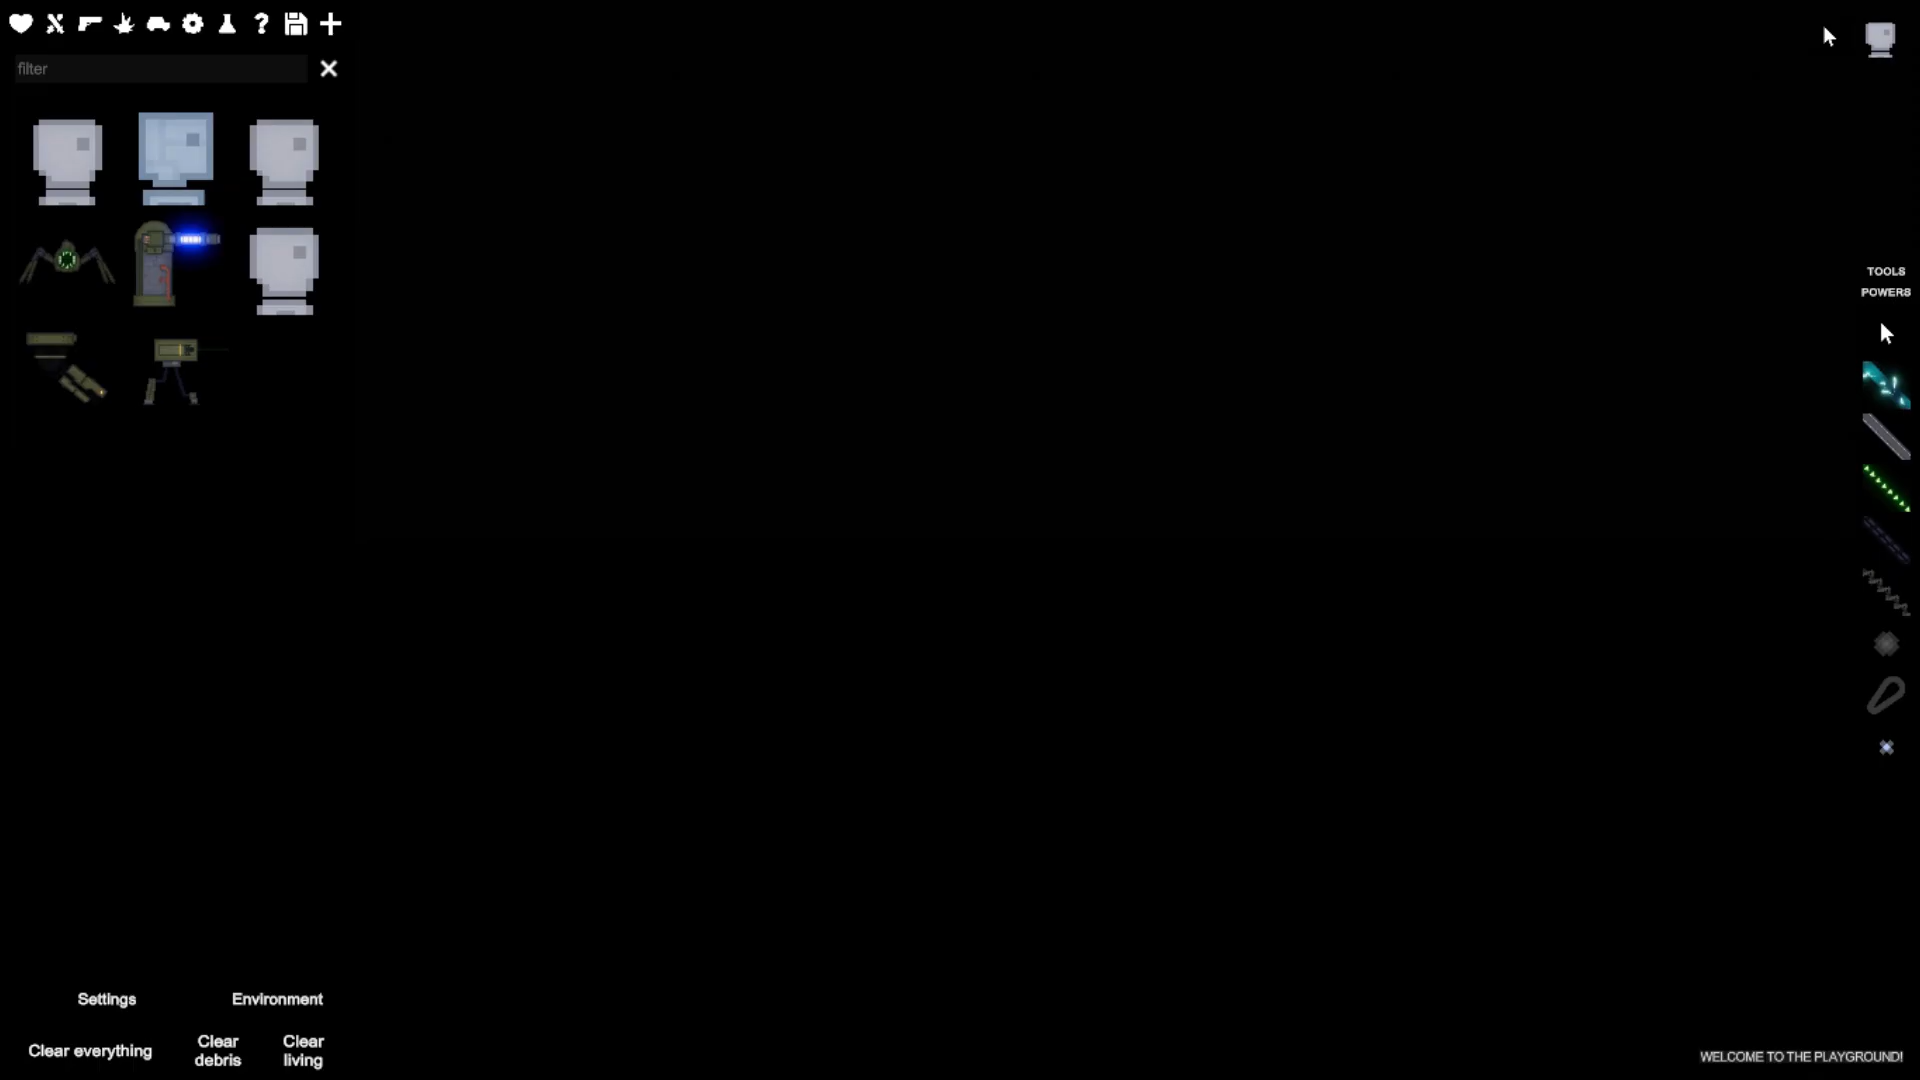 filter
TOOLS
POWERS
Settings
Environment
Clear everything
Clear
debris
Clear
living
WELCOME TO THE PLAYGROUND!